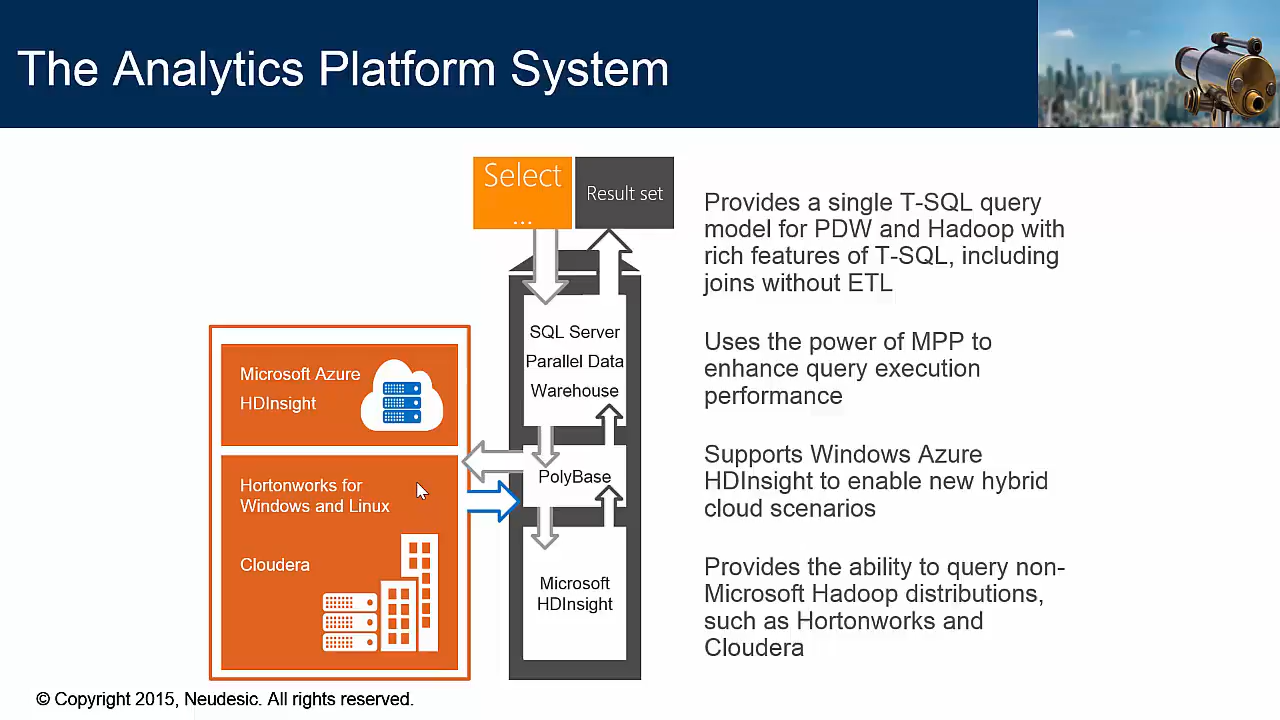 The Analytics Platform System
Select
...
Result set
SQL Server
Parallel Data
Warehouse
PolyBase
Microsoft
HDInsight
Microsoft Azure
HDInsight
Hortonworks for
Windows and Linux
Cloudera
Provides a single T-SQL query
model for PDW and Hadoop with
rich features of T-SQL, including
joins without ETL
Uses the power of MPP to
enhance query execution
performance
Supports Windows Azure
HDInsight to enable new hybrid
cloud scenarios
Provides the ability to query non-
Microsoft Hadoop distributions,
such as Hortonworks and
Cloudera
© Copyright 2015, Neudesic. All rights reserved.